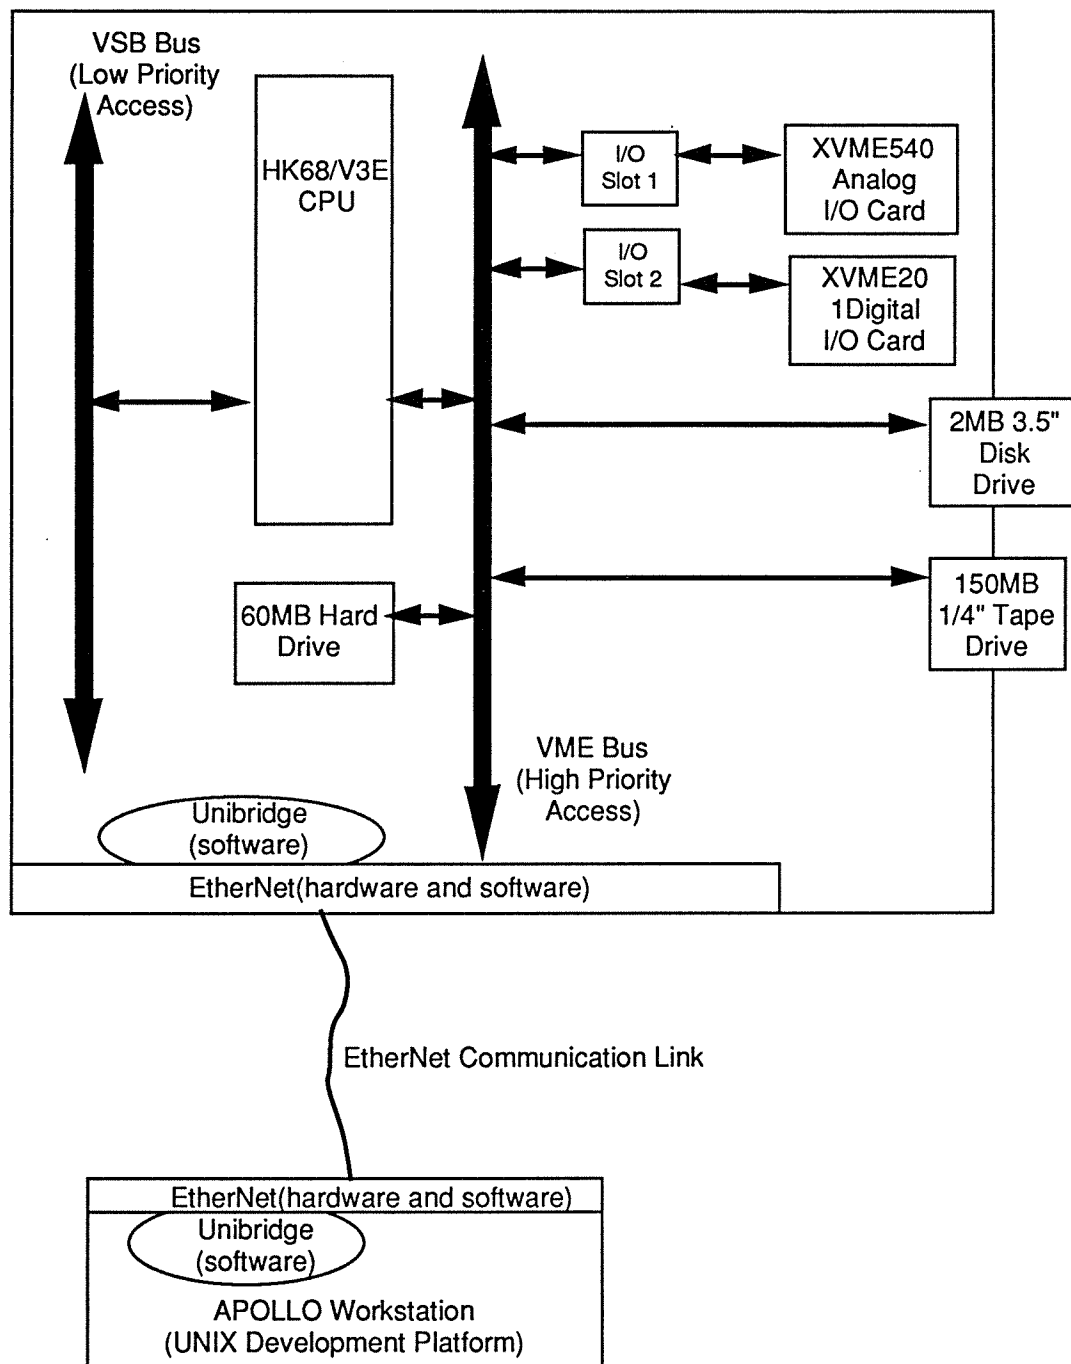 VSB Bus
(Low Priority
Access)
HK68/V3E
CPU
I/O
Slot 1
XVME540
Analog
I/O Card
I/O
Slot 2
XVME20
1Digital
I/O Card
2MB 3.5"
Disk
Drive
60MB Hard
Drive
150MB
1/4" Tape
Drive
VME Bus
(High Priority
Access)
Unibridge
(software)
EtherNet(hardware and software)
EtherNet Communication Link
EtherNet(hardware and software)
Unibridge
(software)
APOLLO Workstation
(UNIX Development Platform)